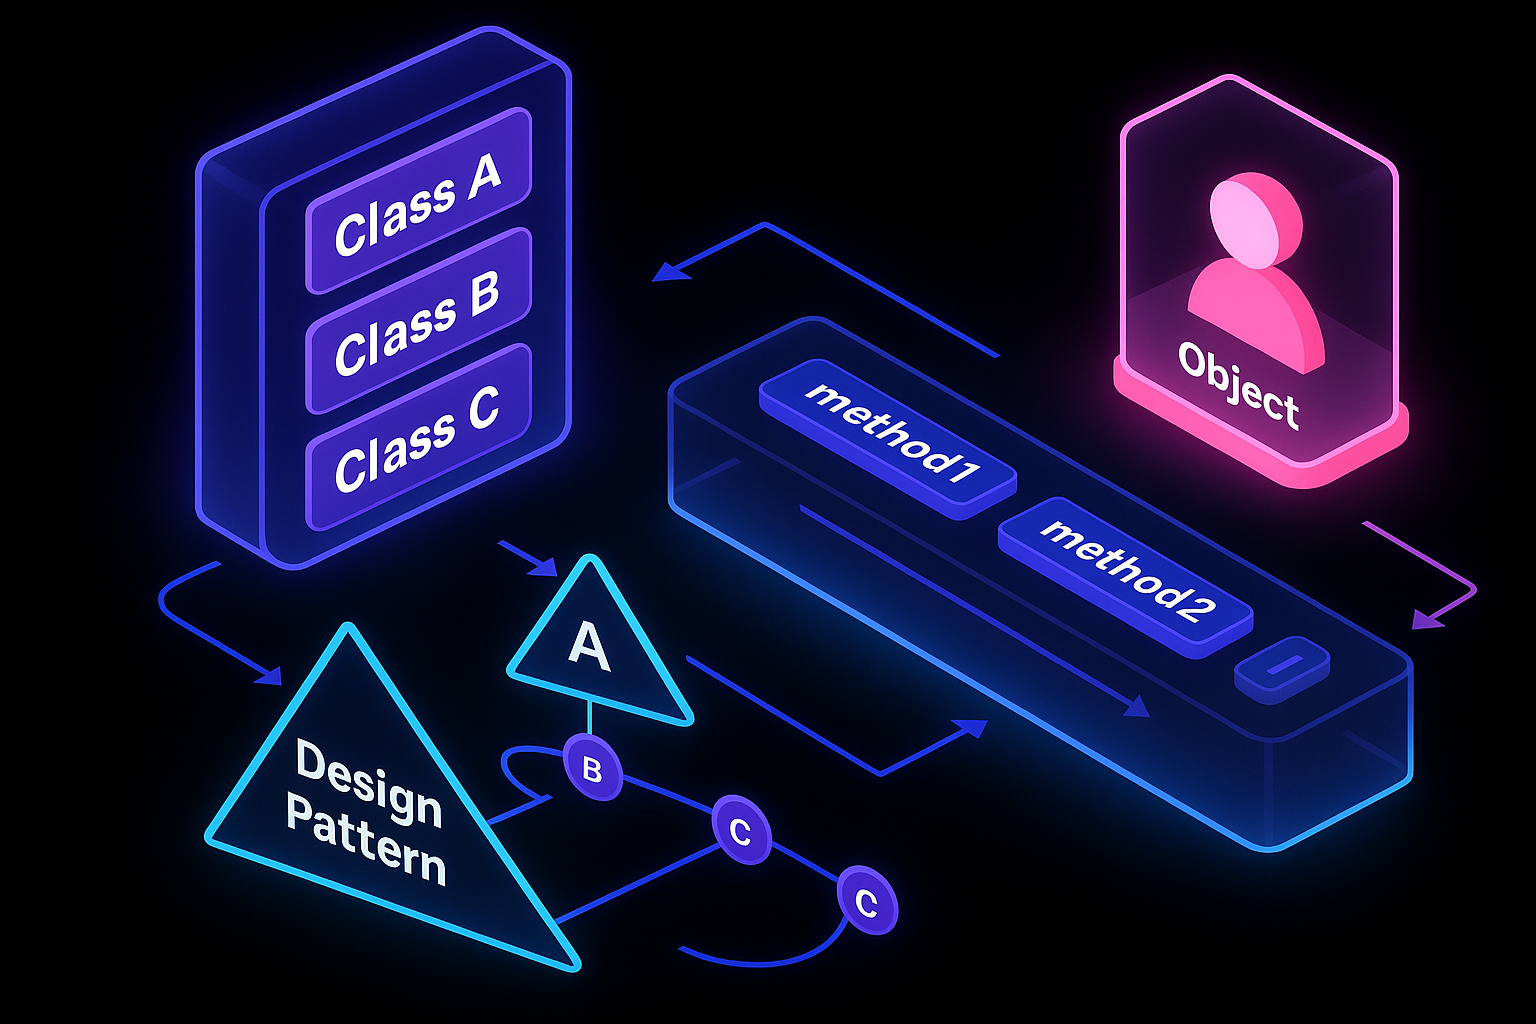 Class A
Class B
Class C
Object
method1
method2
A
Design
Pattern
B
C
C